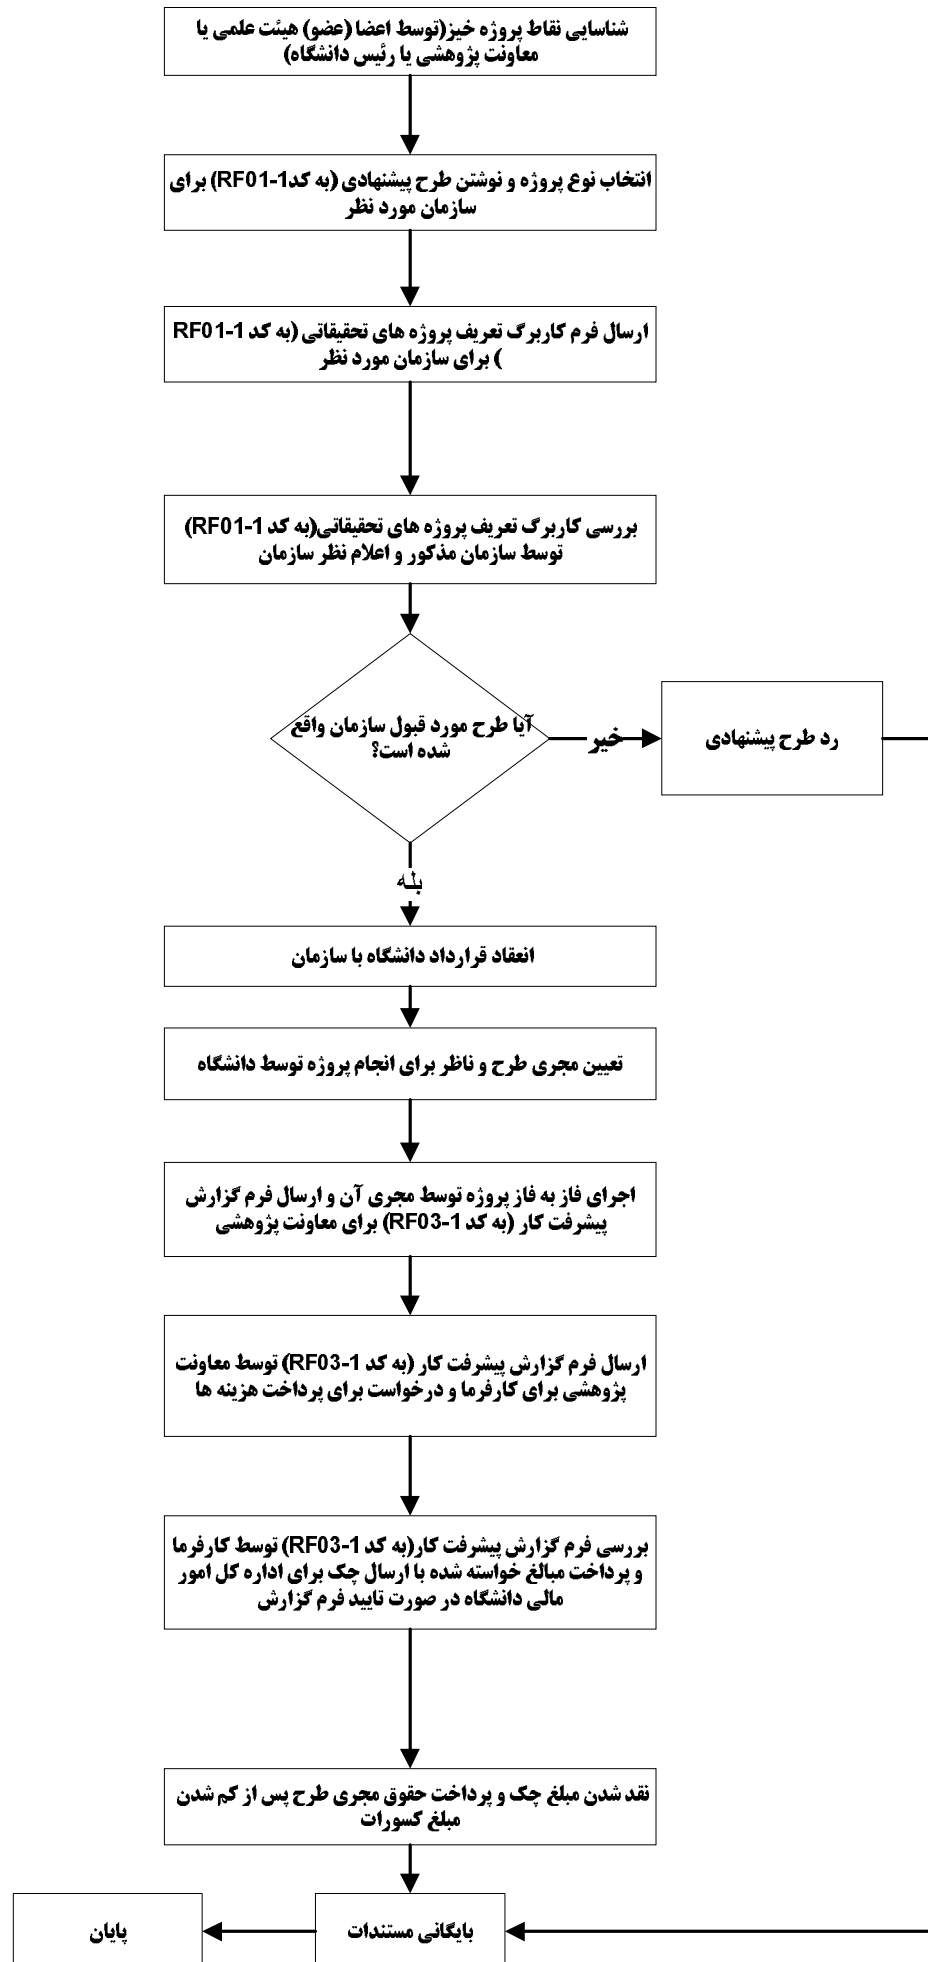 شناسایی نقاط پروژه خیز(توسط اعضا (عضو) هیئت علمی یا
معاونت پژوهشی یا رئیس دانشگاه)
انتخاب نوع پروژه و نوشتن طرح پیشنهادی (به کدRF01-1) برای
سازمان مورد نظر
ارسال فرم کاربرگ تعریف پروژه های تحقیقاتی (به کد RF01-1
) برای سازمان مورد نظر
بررسی کاربرگ تعریف پروژه های تحقیقاتی(به کد RF01-1)
توسط سازمان مذکور و اعلام نظر سازمان
آیا طرح مورد قبول سازمان واقع
شده است؟
خیر
رد طرح پیشنهادی
بله
انعقاد قرارداد دانشگاه با سازمان
تعیین مجری طرح و ناظر برای انجام پروژه توسط دانشگاه
اجرای فاز به فاز پروژه توسط مجری آن و ارسال فرم گزارش
پیشرفت کار (به کد RF03-1) برای معاونت پژوهشی
ارسال فرم گزارش پیشرفت کار (به کد RF03-1) توسط معاونت
پژوهشی برای کارفرما و درخواست برای پرداخت هزینه ها
بررسی فرم گزارش پیشرفت کار(به کد RF03-1) توسط کارفرما
و پرداخت مبالغ خواسته شده با ارسال چک برای اداره کل امور
مالی دانشگاه در صورت تایید فرم گزارش
نقد شدن مبلغ چک و پرداخت حقوق مجری طرح پس از کم شدن
مبلغ کسورات
بایگانی مستندات
پایان